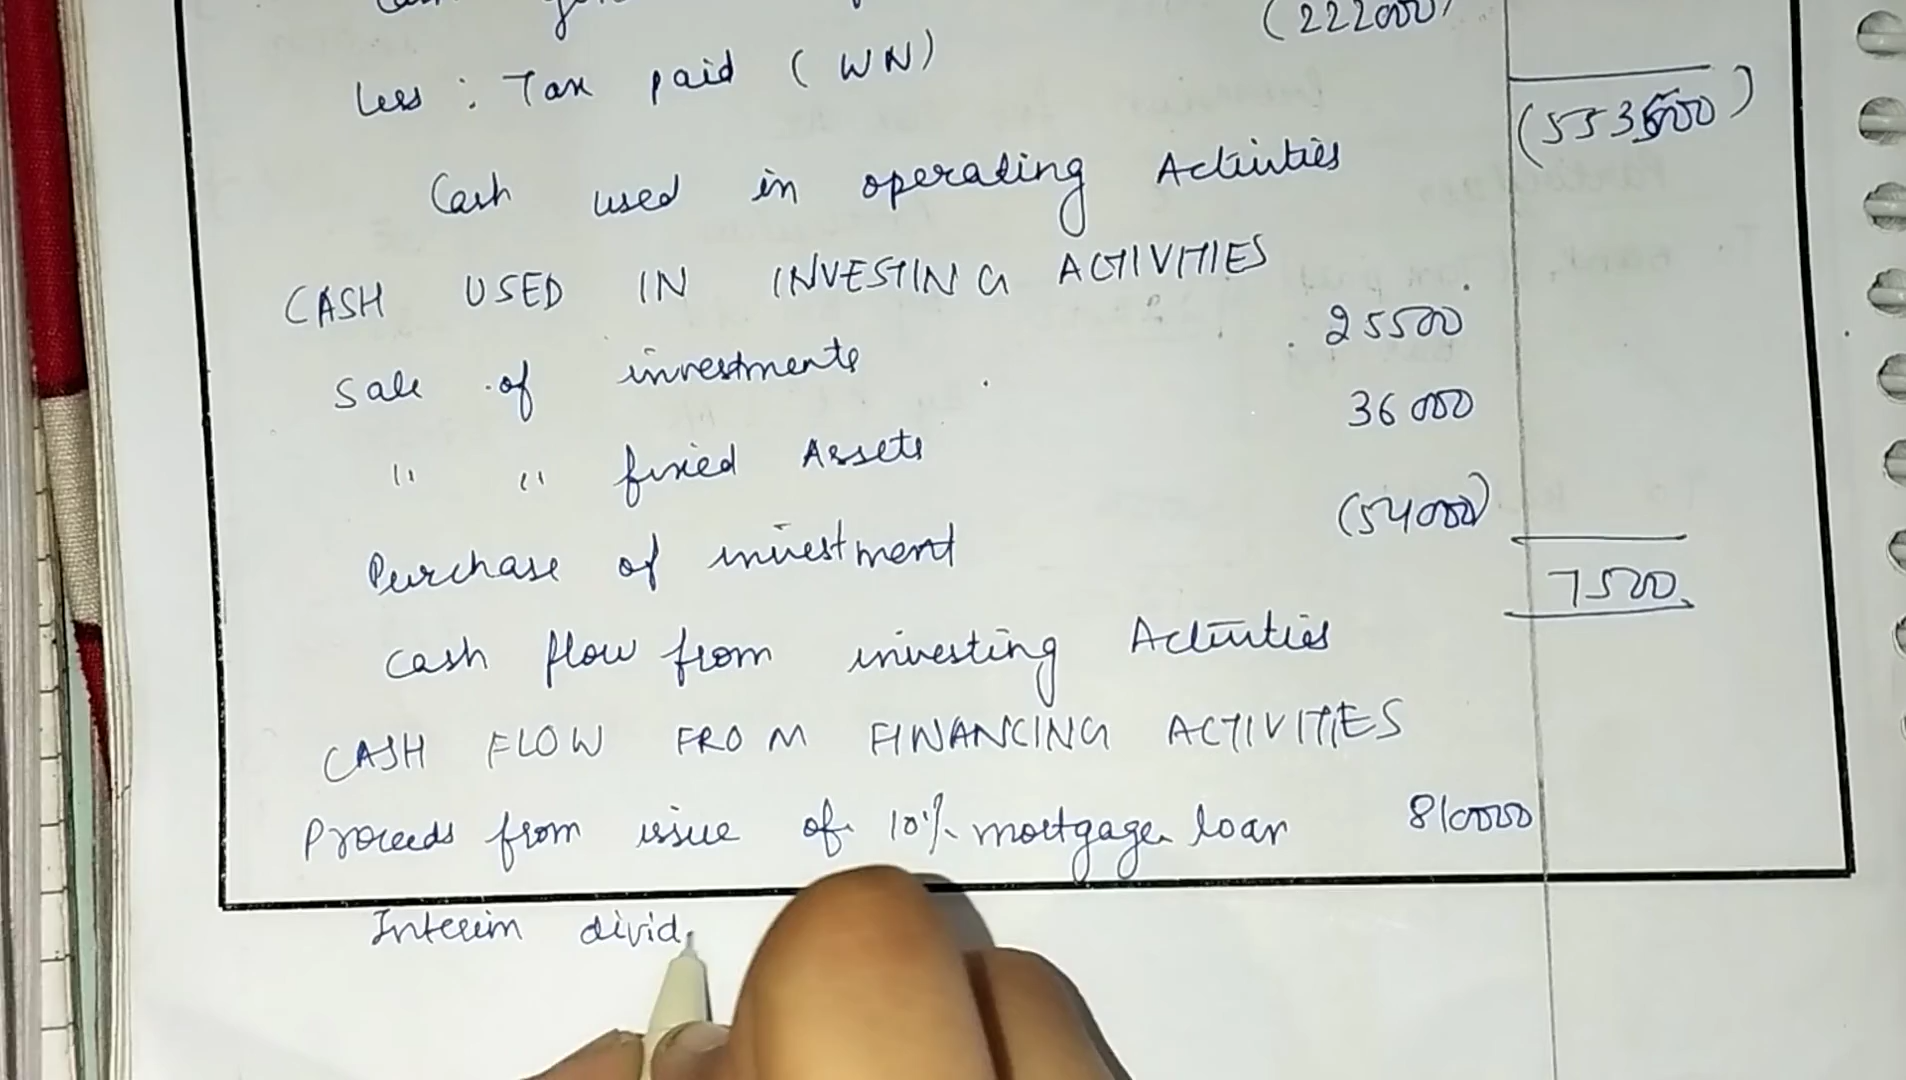 (222000)
Less : Tax paid (WN)
(553500)
Cash used in operating Activities
CASH USED IN INVESTING ACTIVITIES
Sale of investments 25500
" " fixed Assets 36000
Purchase of investment (54000)
7500
Cash flow from investing Activities
CASH FLOW FROM FINANCING ACTIVITIES
Proceeds from issue of 10% mortgage loan 810000
Interim divid